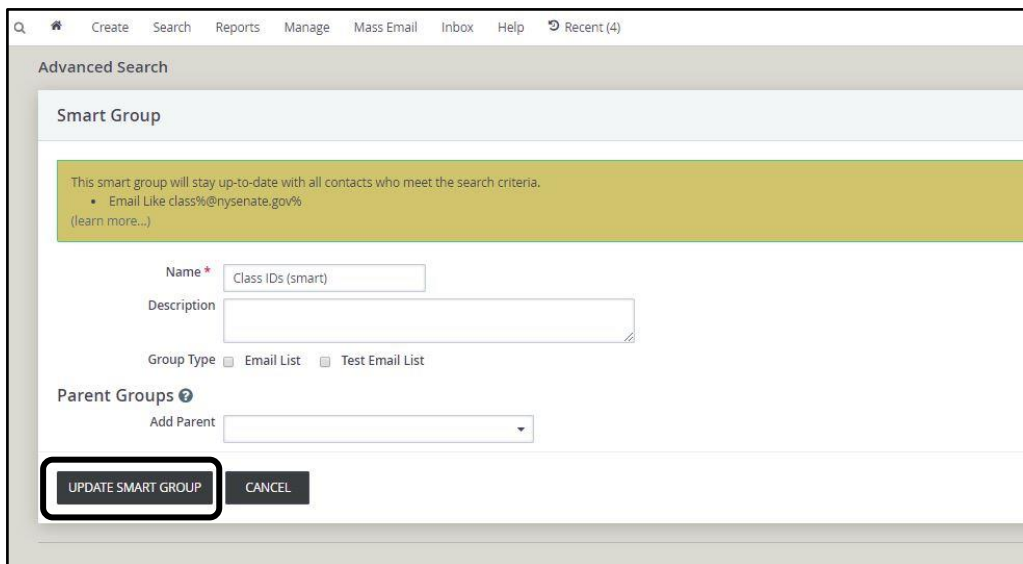 Create Search Reports Manage Mass Email Inbox Help Recent (4)
Advanced Search
Smart Group
This smart group will stay up-to-date with all contacts who meet the search criteria.
• Email Like class%@nysenate.gov%
(learn more...)
Name * Class IDs (smart)
Description
Group Type Email List Test Email List
Parent Groups
Add Parent
UPDATE SMART GROUP CANCEL